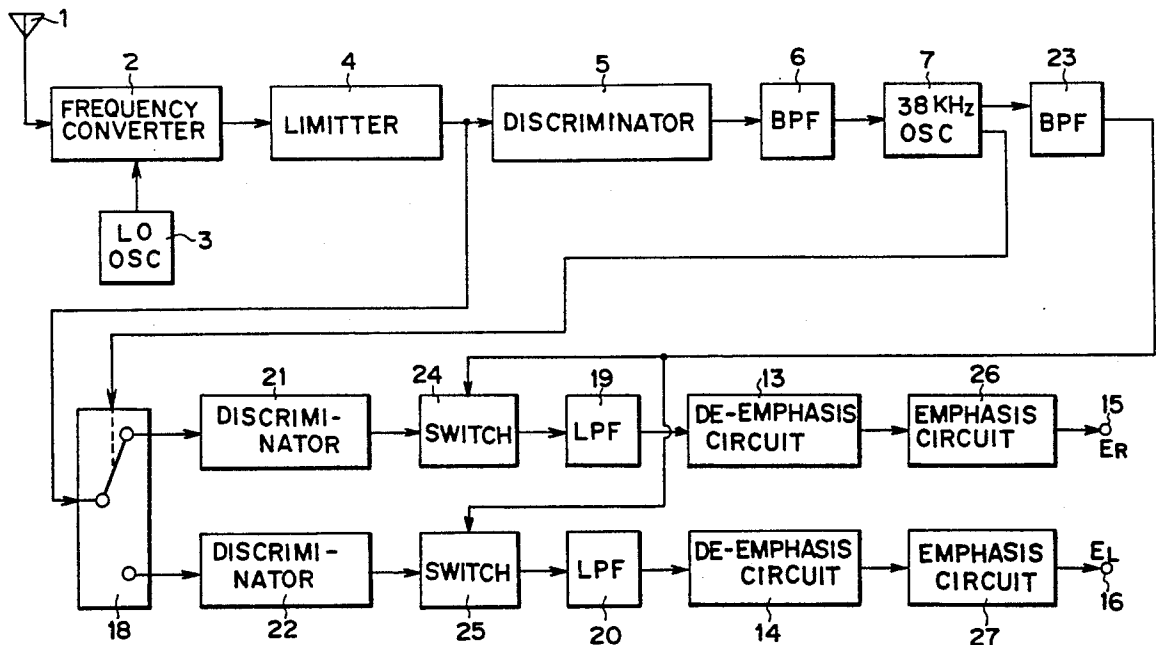 1
2
4
5
6
7
23
FREQUENCY
CONVERTER
LIMITTER
DISCRIMINATOR
BPF
38 KHz
OSC
BPF
LO
OSC
3
21
24
19
13
26
15
DISCRIMI-
NATOR
SWITCH
LPF
DE-EMPHASIS
CIRCUIT
EMPHASIS
CIRCUIT
ER
DISCRIMI-
NATOR
SWITCH
LPF
DE-EMPHASIS
CIRCUIT
EMPHASIS
CIRCUIT
EL
16
18
22
25
20
14
27